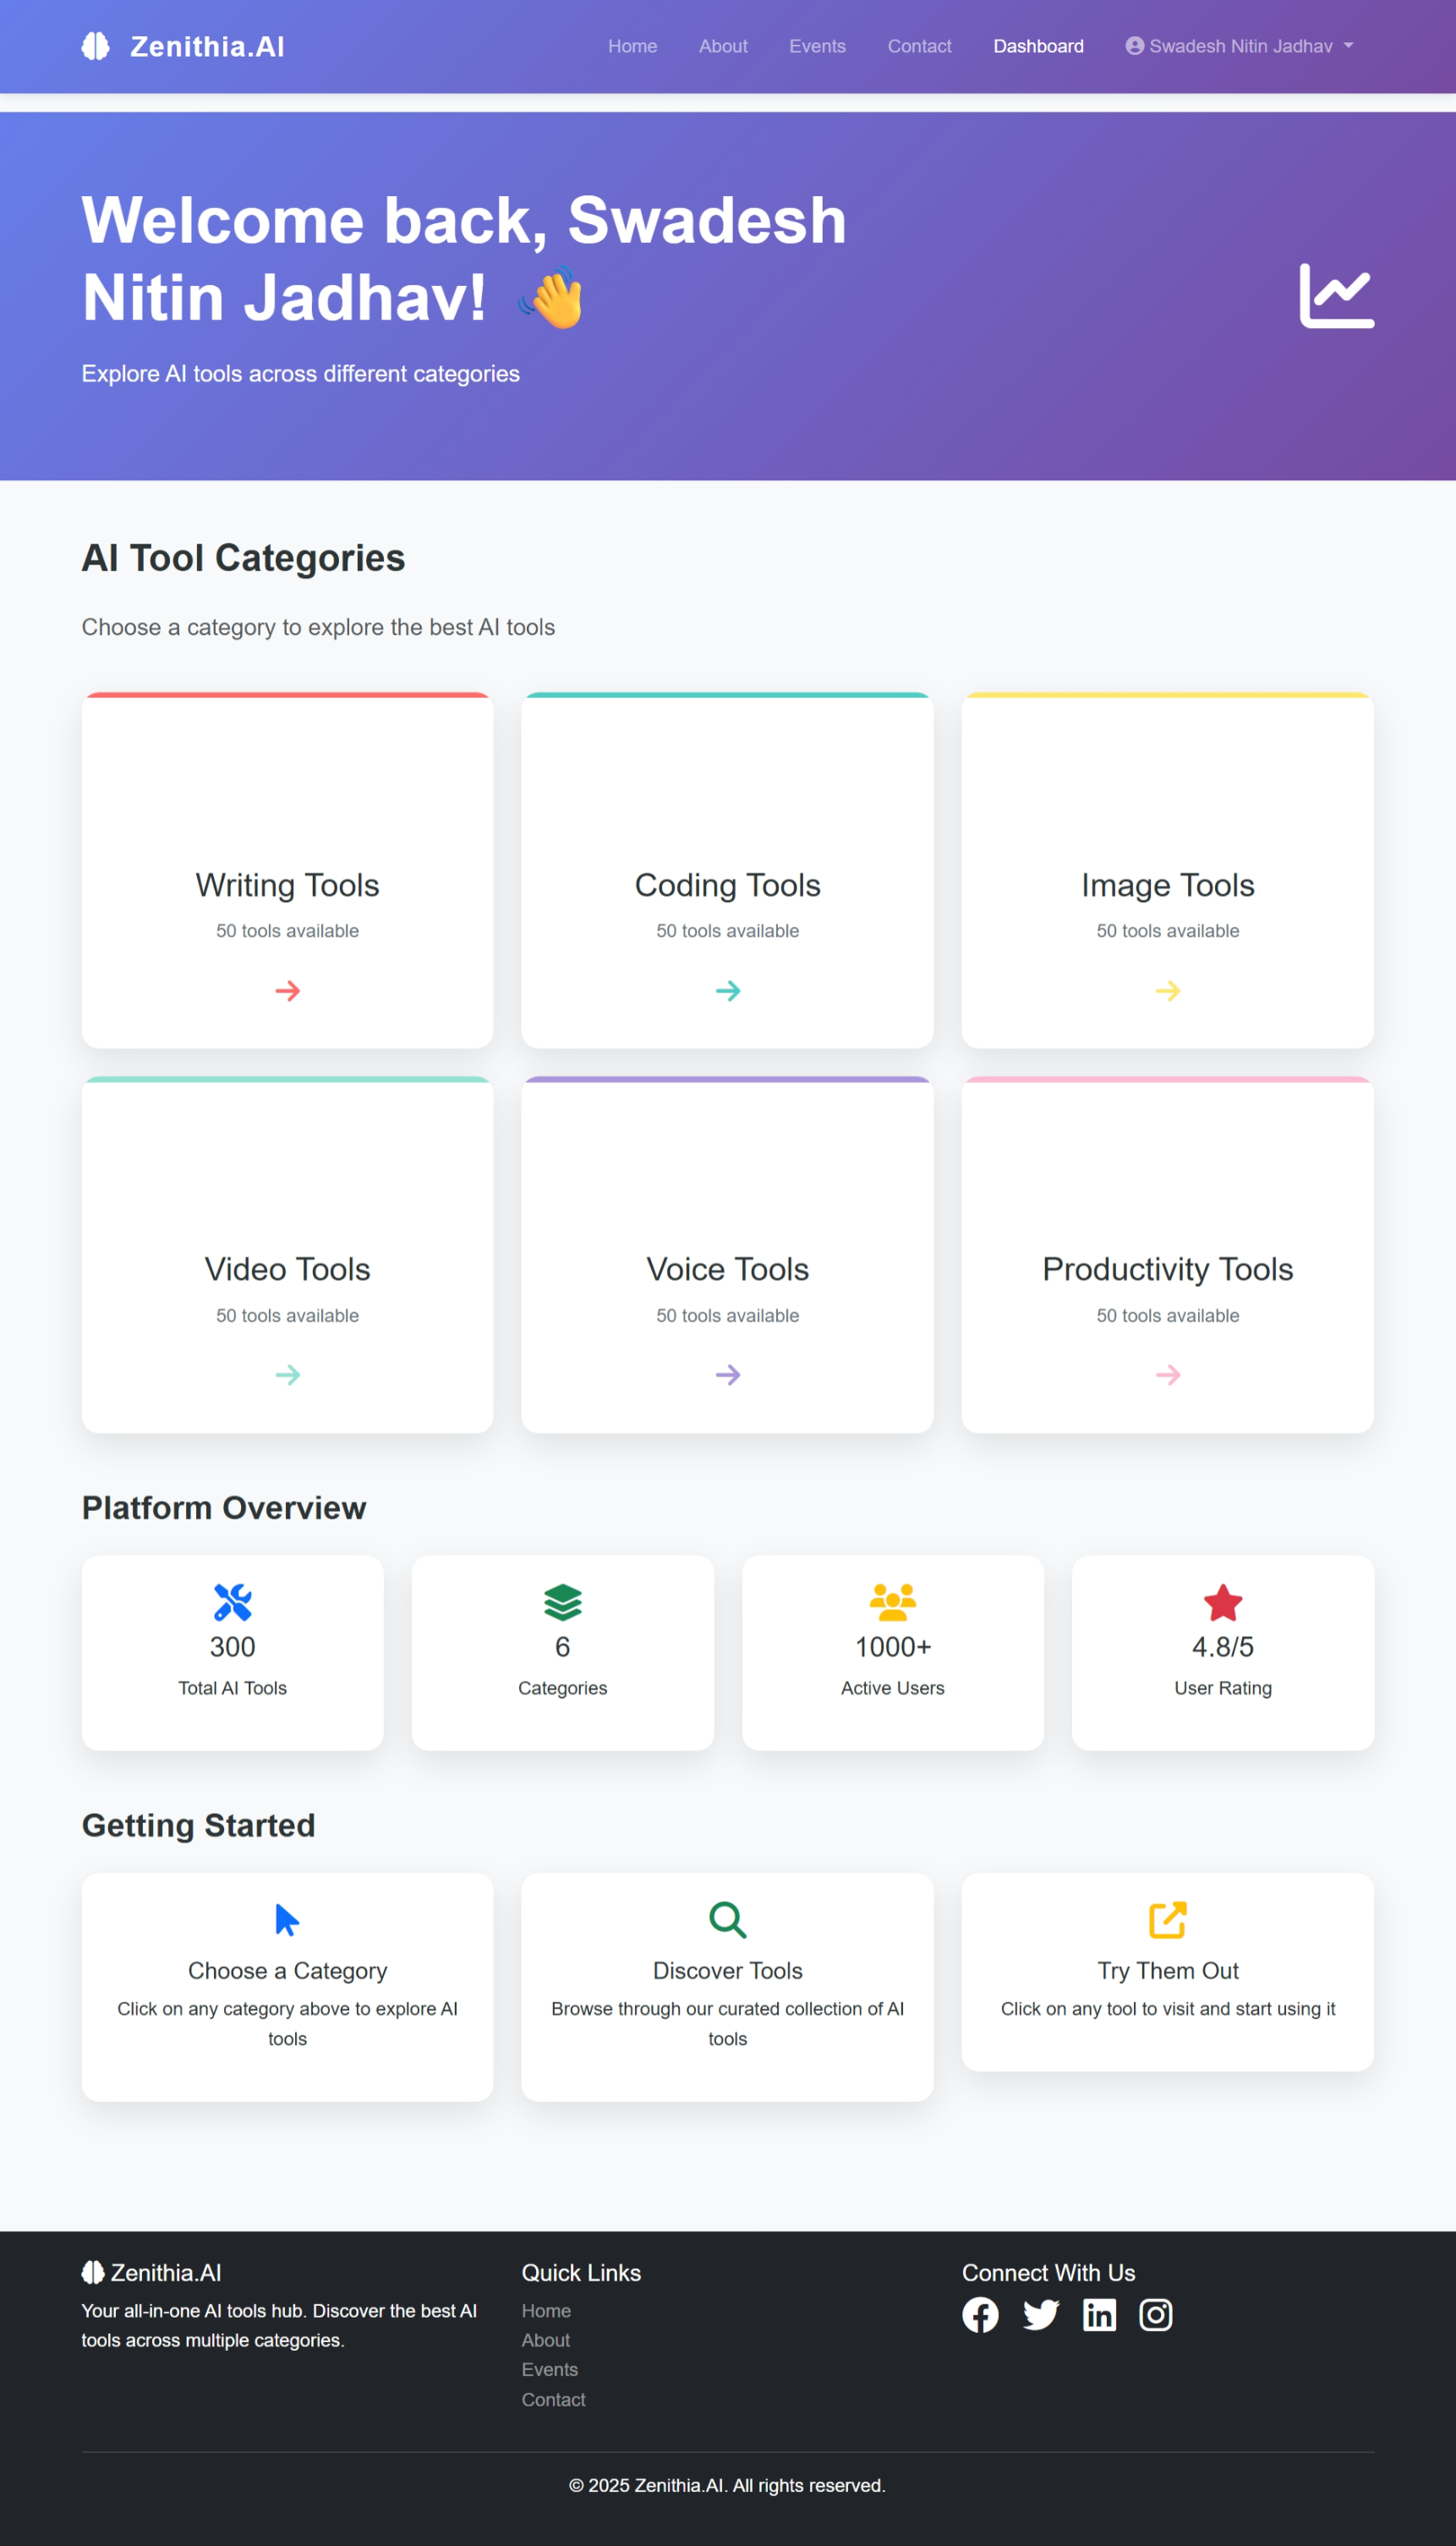 Zenithia.AI
Home
About
Events
Contact
Dashboard
Swadesh Nitin Jadhav
Welcome back, Swadesh
Nitin Jadhav! 👋
Explore AI tools across different categories
AI Tool Categories
Choose a category to explore the best AI tools
Writing Tools
50 tools available
Coding Tools
50 tools available
Image Tools
50 tools available
Video Tools
50 tools available
Voice Tools
50 tools available
Productivity Tools
50 tools available
Platform Overview
300
Total AI Tools
6
Categories
1000+
Active Users
4.8/5
User Rating
Getting Started
Choose a Category
Click on any category above to explore AI
tools
Discover Tools
Browse through our curated collection of AI
tools
Try Them Out
Click on any tool to visit and start using it
Zenithia.AI
Your all-in-one AI tools hub. Discover the best AI
tools across multiple categories.
Quick Links
Home
About
Events
Contact
Connect With Us
© 2025 Zenithia.AI. All rights reserved.